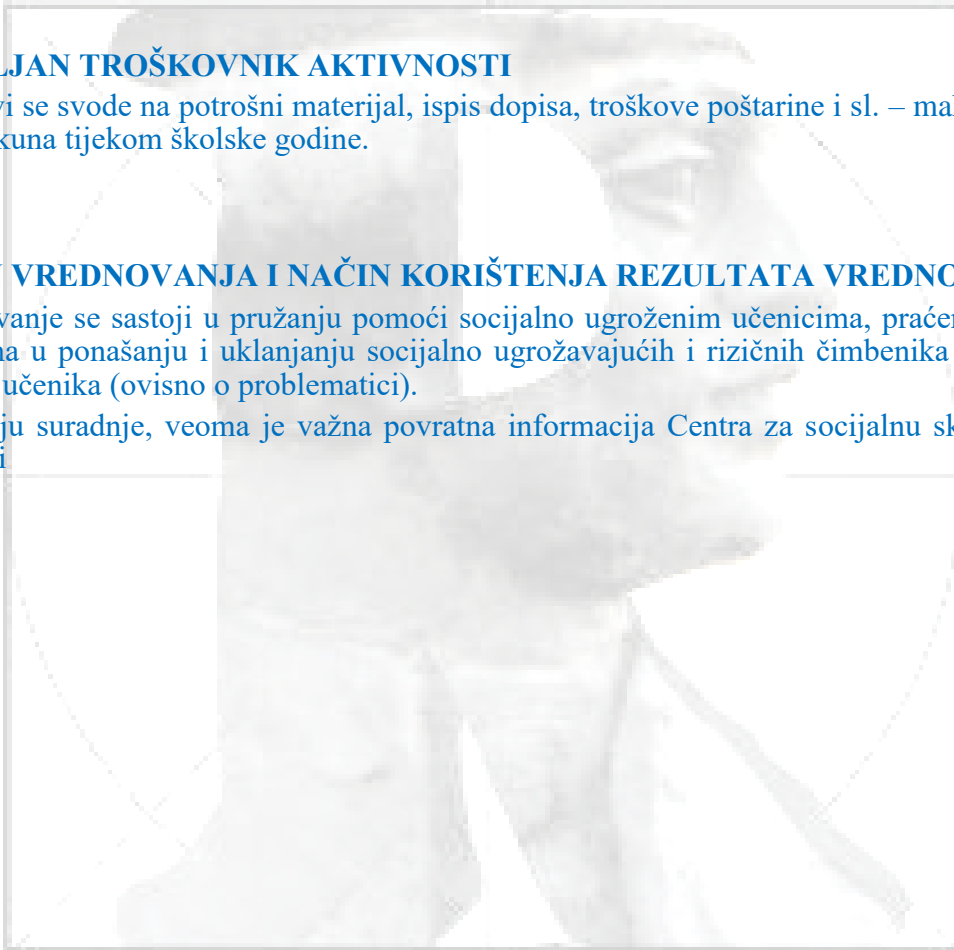 LJAN TROŠKOVNIK AKTIVNOSTI
vi se svode na potrošni materijal, ispis dopisa, troškove poštarine i sl. – mal
kuna tijekom školske godine.
VREDNOVANJA I NAČIN KORIŠTENJA REZULTATA VREDNO
vanje se sastoji u pružanju pomoći socijalno ugroženim učenicima, praćen
na u ponašanju i uklanjanju socijalno ugrožavajućih i rizičnih čimbenika
učenika (ovisno o problematici).
ju suradnje, veoma je važna povratna informacija Centra za socijalnu sk
i